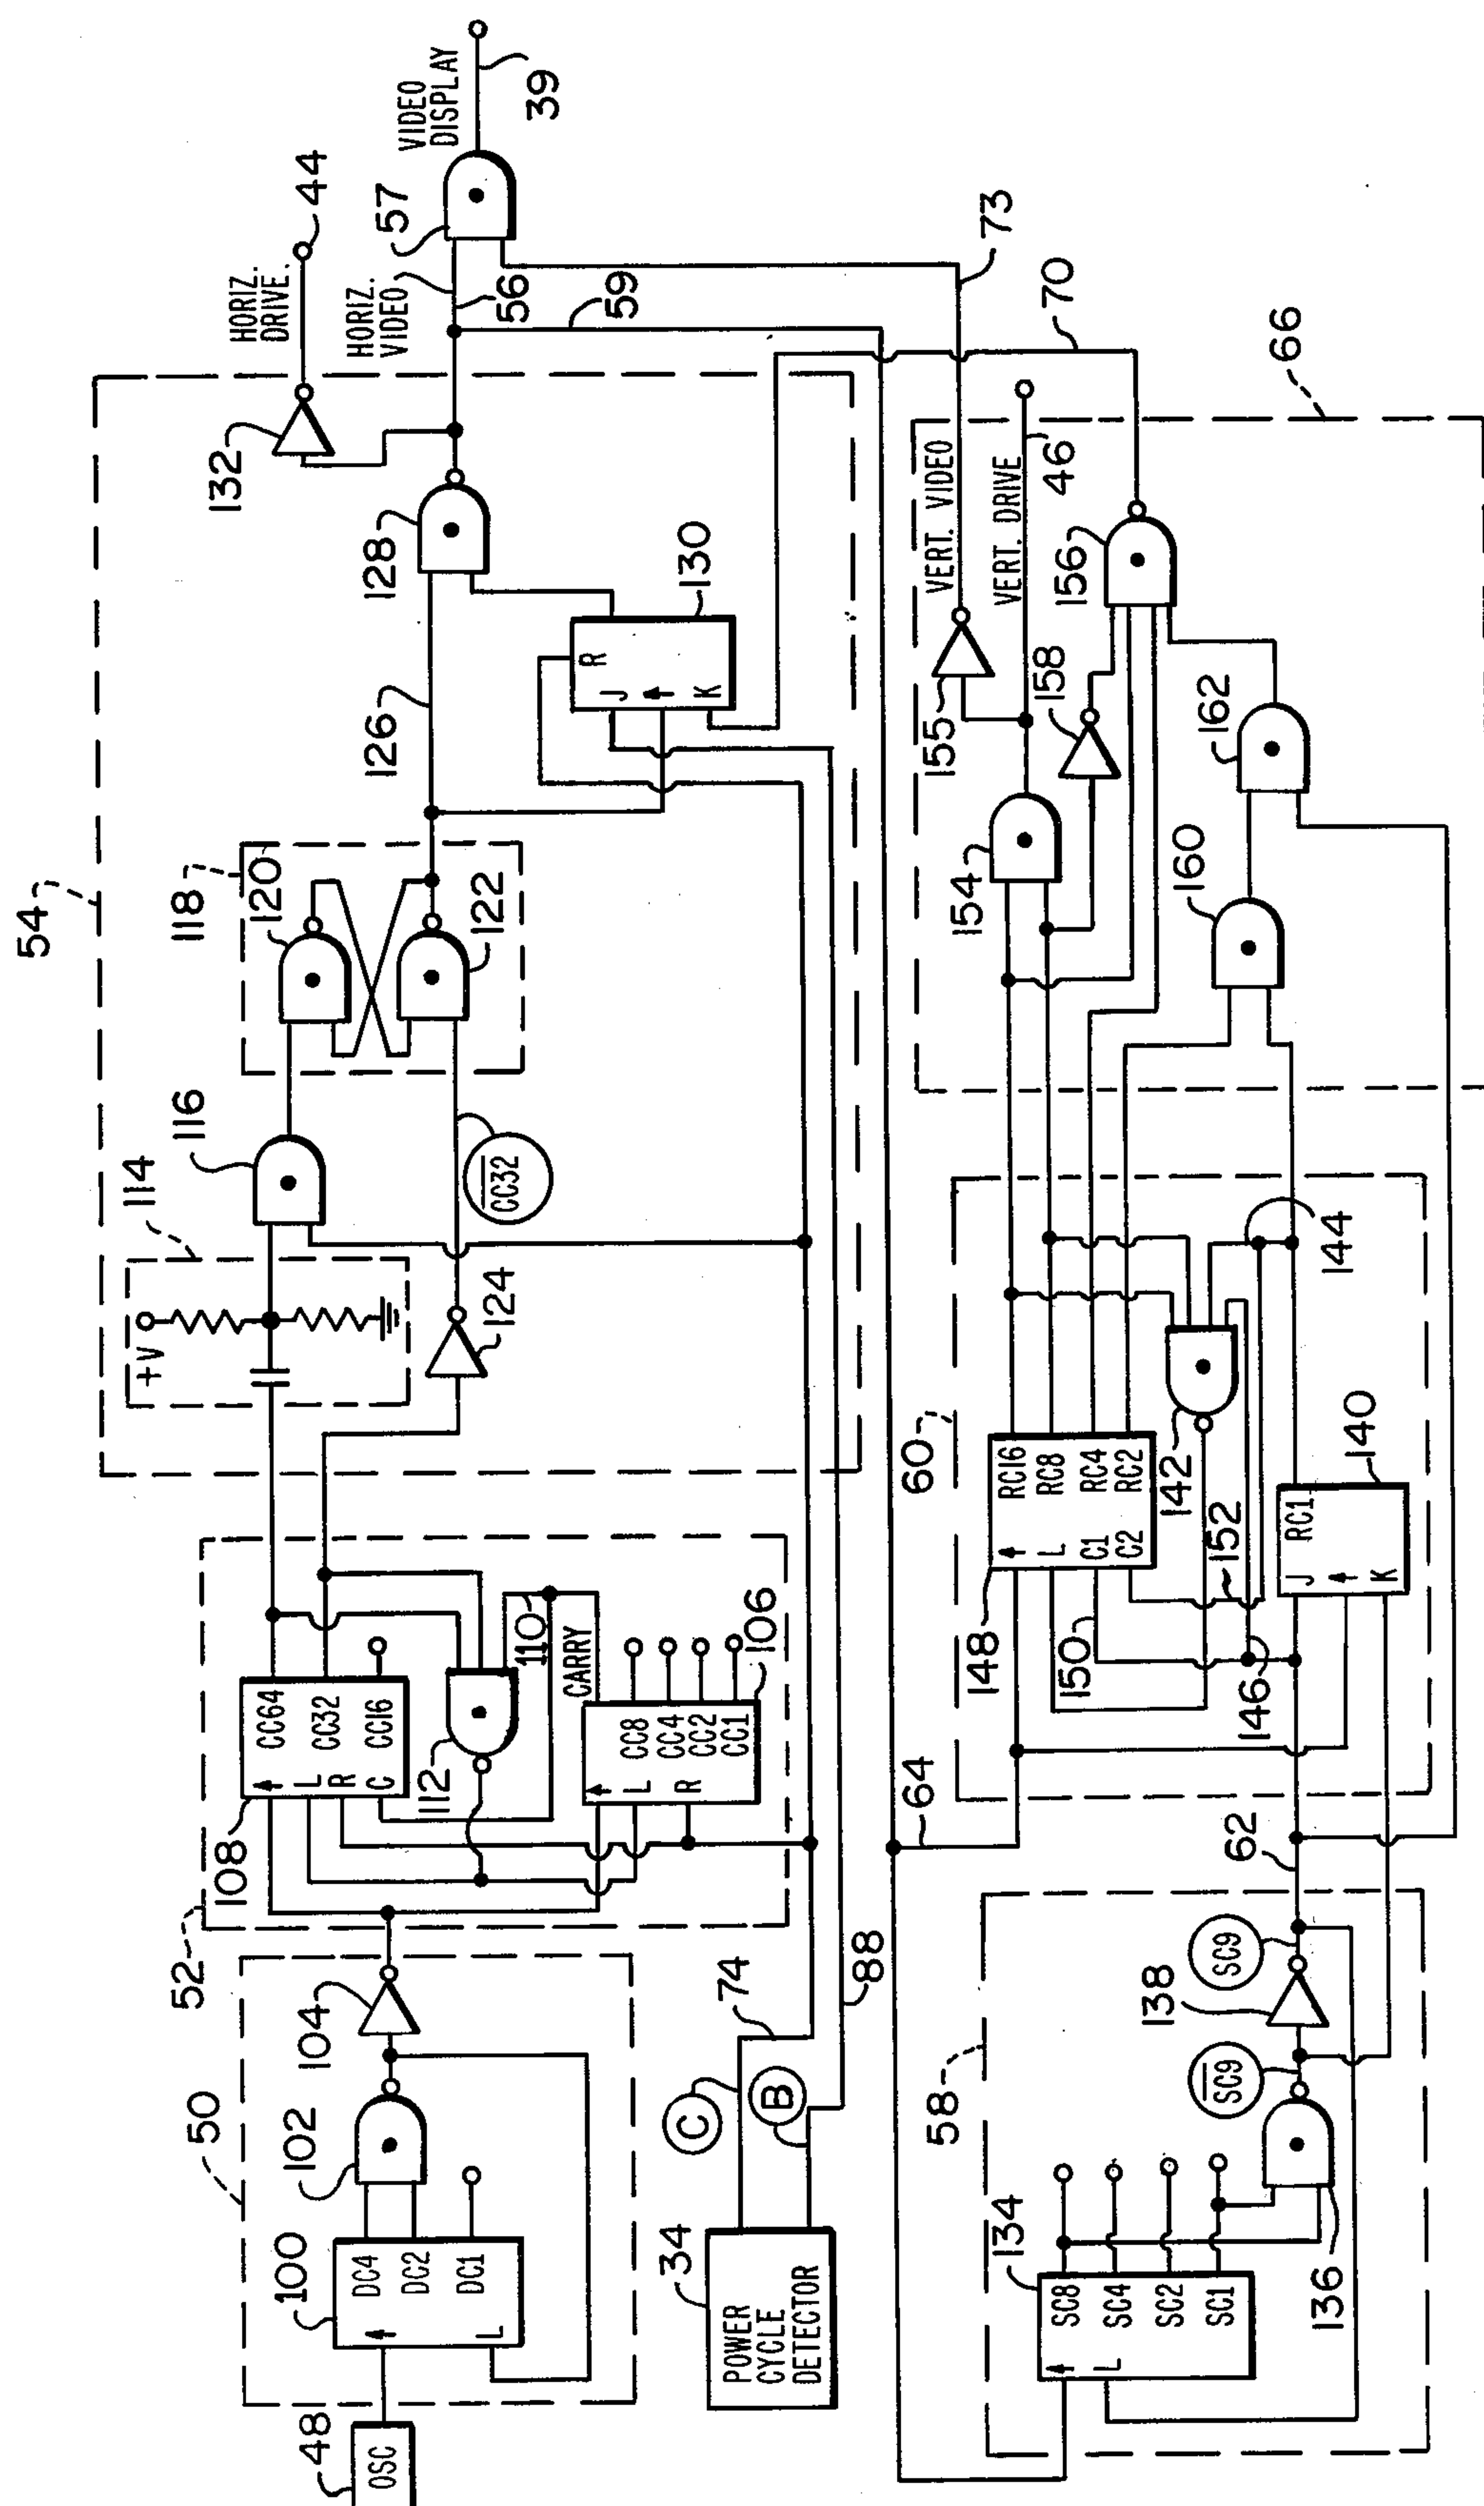 54
HORIZ.
DRIVE.
44
HORIZ.
VIDEO
56
57
VIDEO
DISPLAY
39
59
132
128
130
R
J
K
126
118
120
122
116
114
+V
124
CC32
52
108
CC64
CC32
CC16
L
R
C
112
110
CARRY
106
CC8
CC4
CC2
CC1
L
R
50
104
102
100
DC4
DC2
DC1
L
48
OSC
74
C
B
88
34
POWER
CYCLE
DETECTOR
73
70
66
VERT. VIDEO
VERT. DRIVE
46
155
158
156
154
162
160
60
148
RC16
RC8
RC4
RC2
L
C1
C2
142
144
150
152
146
140
RC1
J
K
64
62
58
138
SC9
SC9
134
SC8
SC4
SC2
SC1
L
136